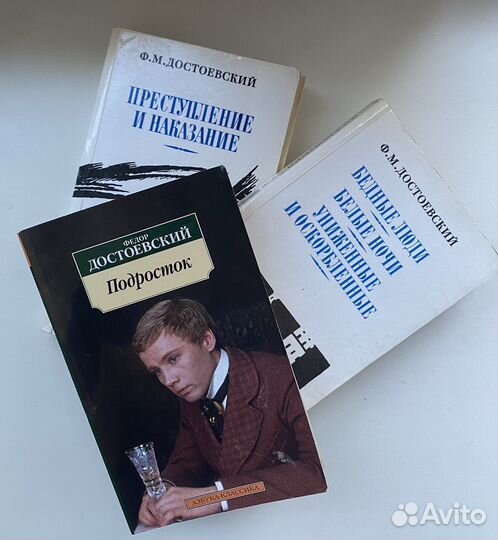 Ф.М.ДОСТОЕВСКИЙ
ПРЕСТУПЛЕНИЕ
И НАКАЗАНИЕ
Ф.М.ДОСТОЕВСКИЙ
БЕДНЫЕ ЛЮДИ
БЕЛЫЕ НОЧИ
УНИЖЕННЫЕ
И ОСКОРБЛЕННЫЕ
ФЕДОР
ДОСТОЕВСКИЙ
Подросток
АЗБУКА-КЛАССИКА
Avito